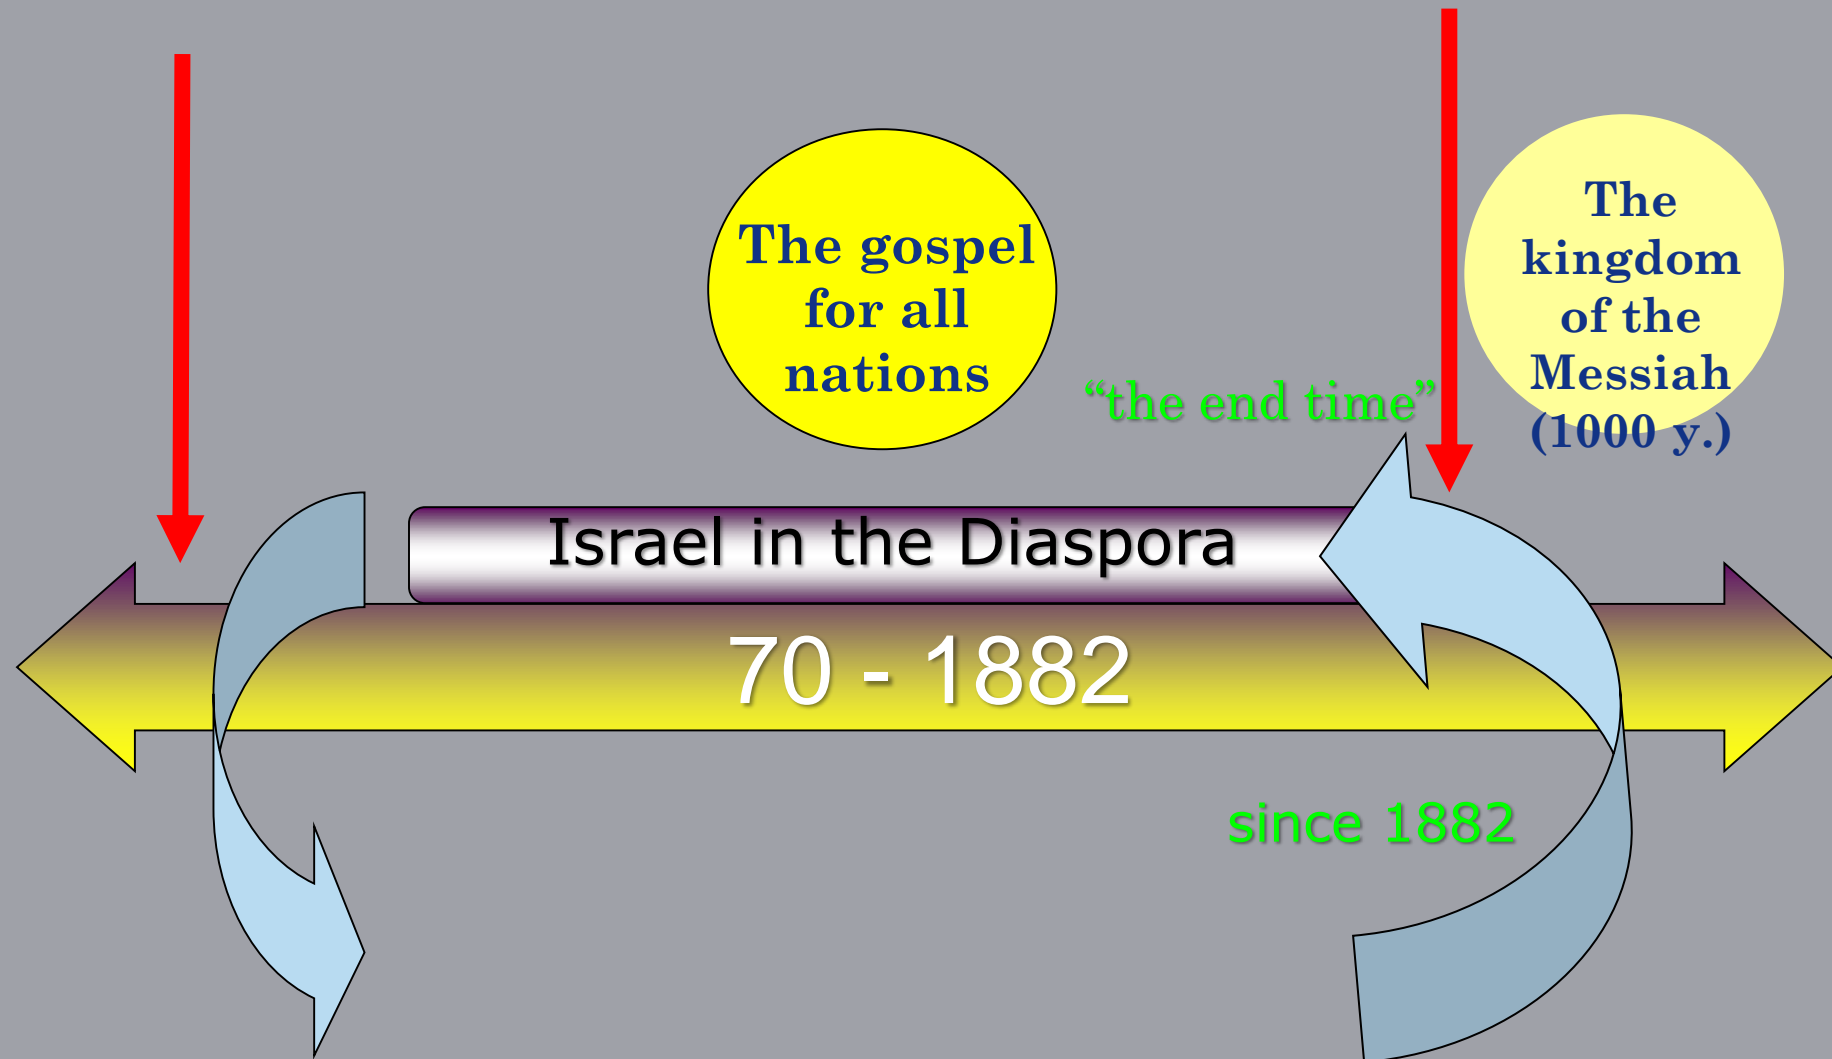 The gospel
for all
nations
The
kingdom
of the
Messiah
(1000 y.)
“the end time”
Israel in the Diaspora
70 - 1882
since 1882